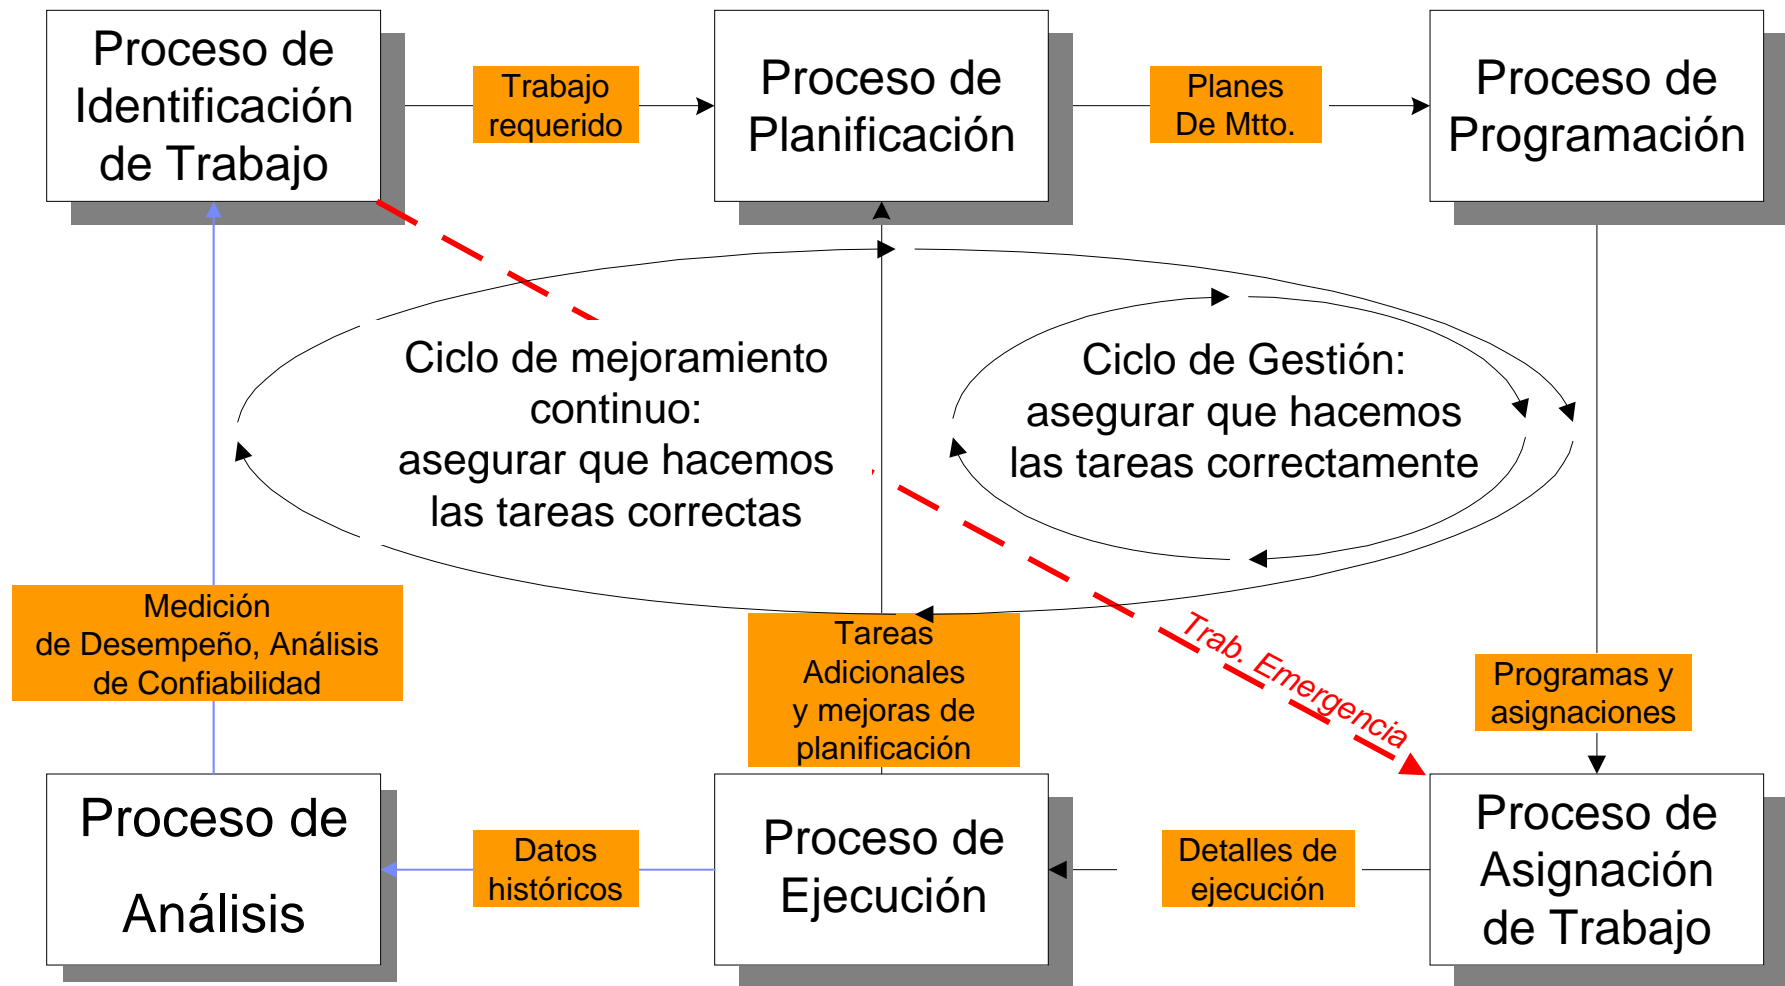 Proceso de
Identificación
de Trabajo
Trabajo
requerido
Proceso de
Planificación
Planes
De Mtto.
Proceso de
Programación
Ciclo de mejoramiento
continuo:
asegurar que hacemos
las tareas correctas
Ciclo de Gestión:
asegurar que hacemos
las tareas correctamente
Medición
de Desempeño, Análisis
de Confiabilidad
Tareas
Adicionales
y mejoras de
planificación
Trab. Emergencia
Programas y
asignaciones
Proceso de
Análisis
Datos
históricos
Proceso de
Ejecución
Detalles de
ejecución
Proceso de
Asignación
de Trabajo